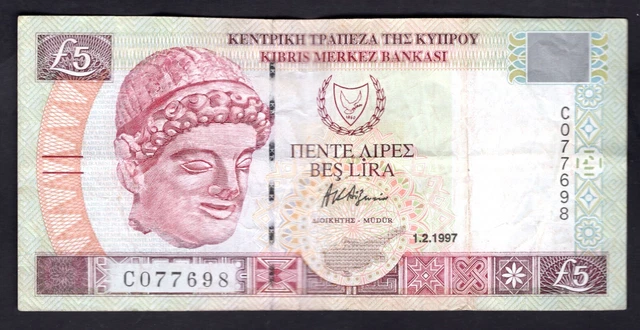 £5
ΚΕΝΤΡΙΚΗ ΤΡΑΠΕΖΑ ΤΗΣ ΚΥΠΡΟΥ
KIBRIS MERKEZ BANKASI
C077698
ΠΕΝΤΕ ΛΙΡΕΣ
BEŞ LİRA
ΔΙΟΙΚΗΤΗΣ - MÜDÜR
1.2.1997
C077698
£5